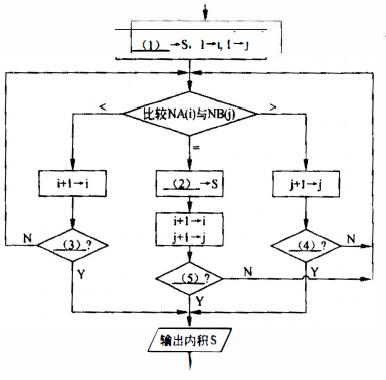 (1)→S, 1→i, 1→j
比较NA(i)与NB(j)
<
>
=
i+1→i
(2)→S
j+1→j
i+1→i
j+1→j
(3)?
N
Y
(4)?
N
Y
(5)?
N
Y
输出内积S